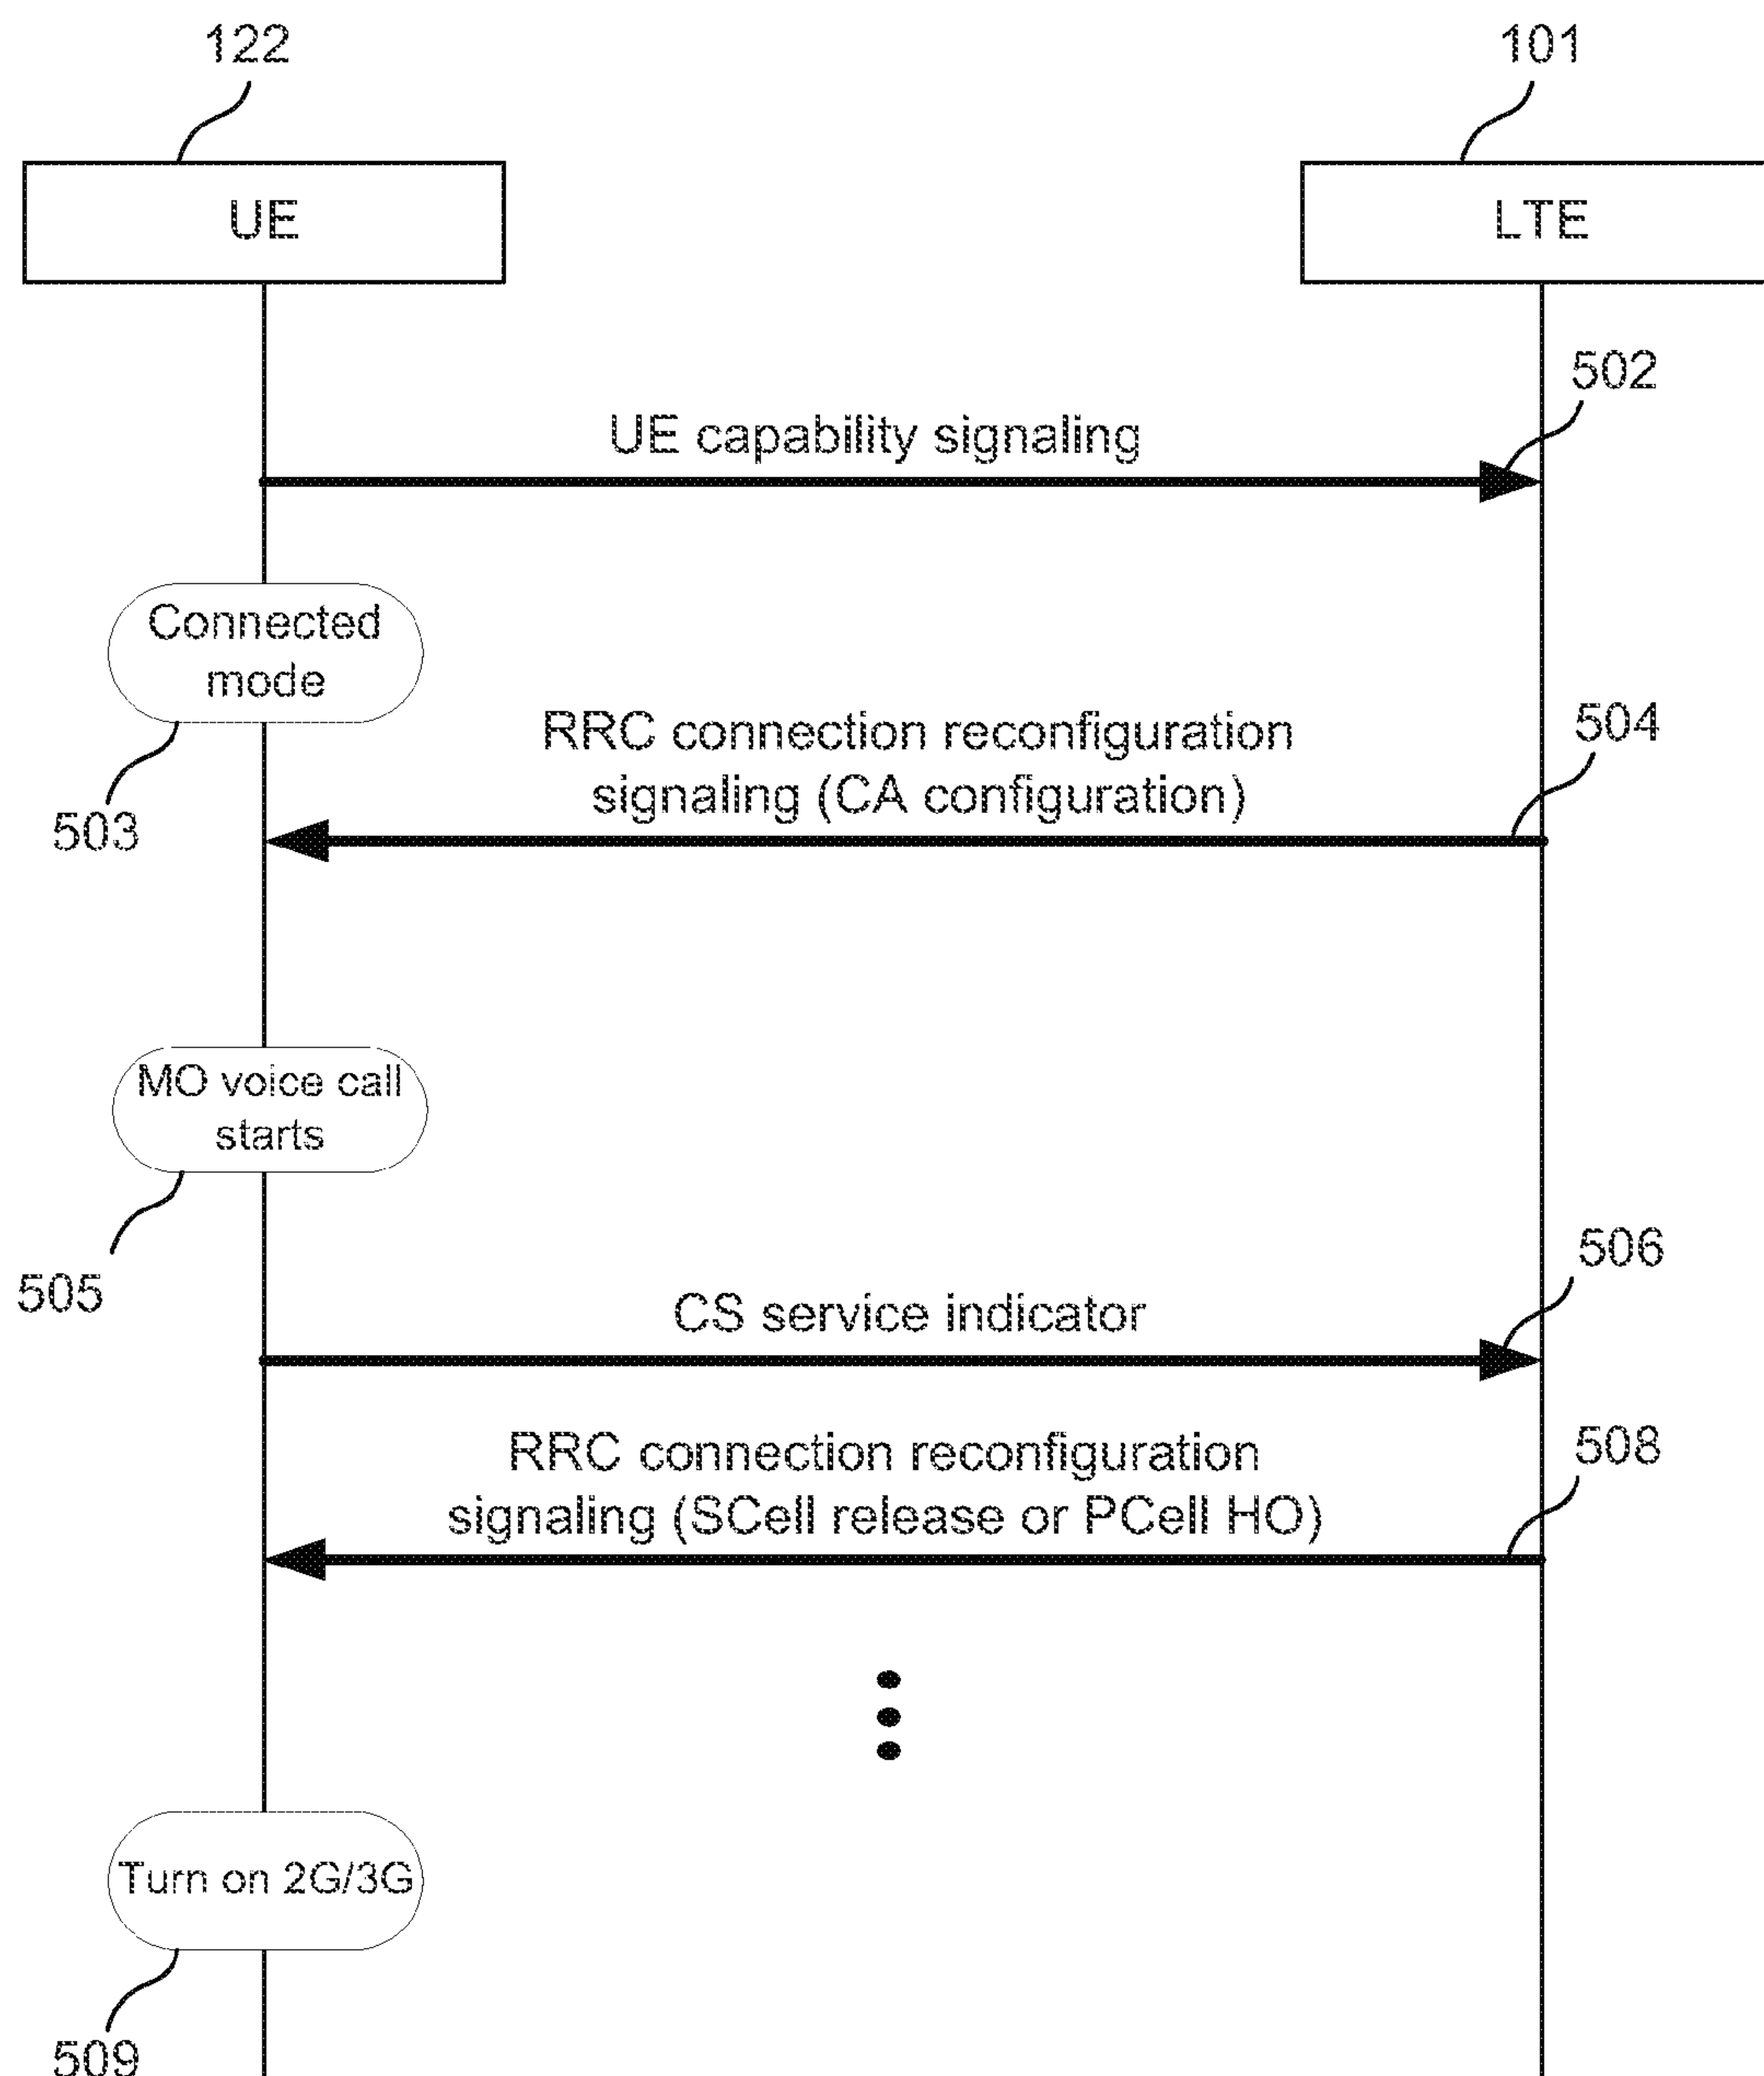 122
101
UE
LTE
502
UE capability signaling
Connected
mode
503
504
RRC connection reconfiguration
signaling (CA configuration)
MO voice call
starts
505
506
CS service indicator
508
RRC connection reconfiguration
signaling (SCell release or PCell HO)
Turn on 2G/3G
509